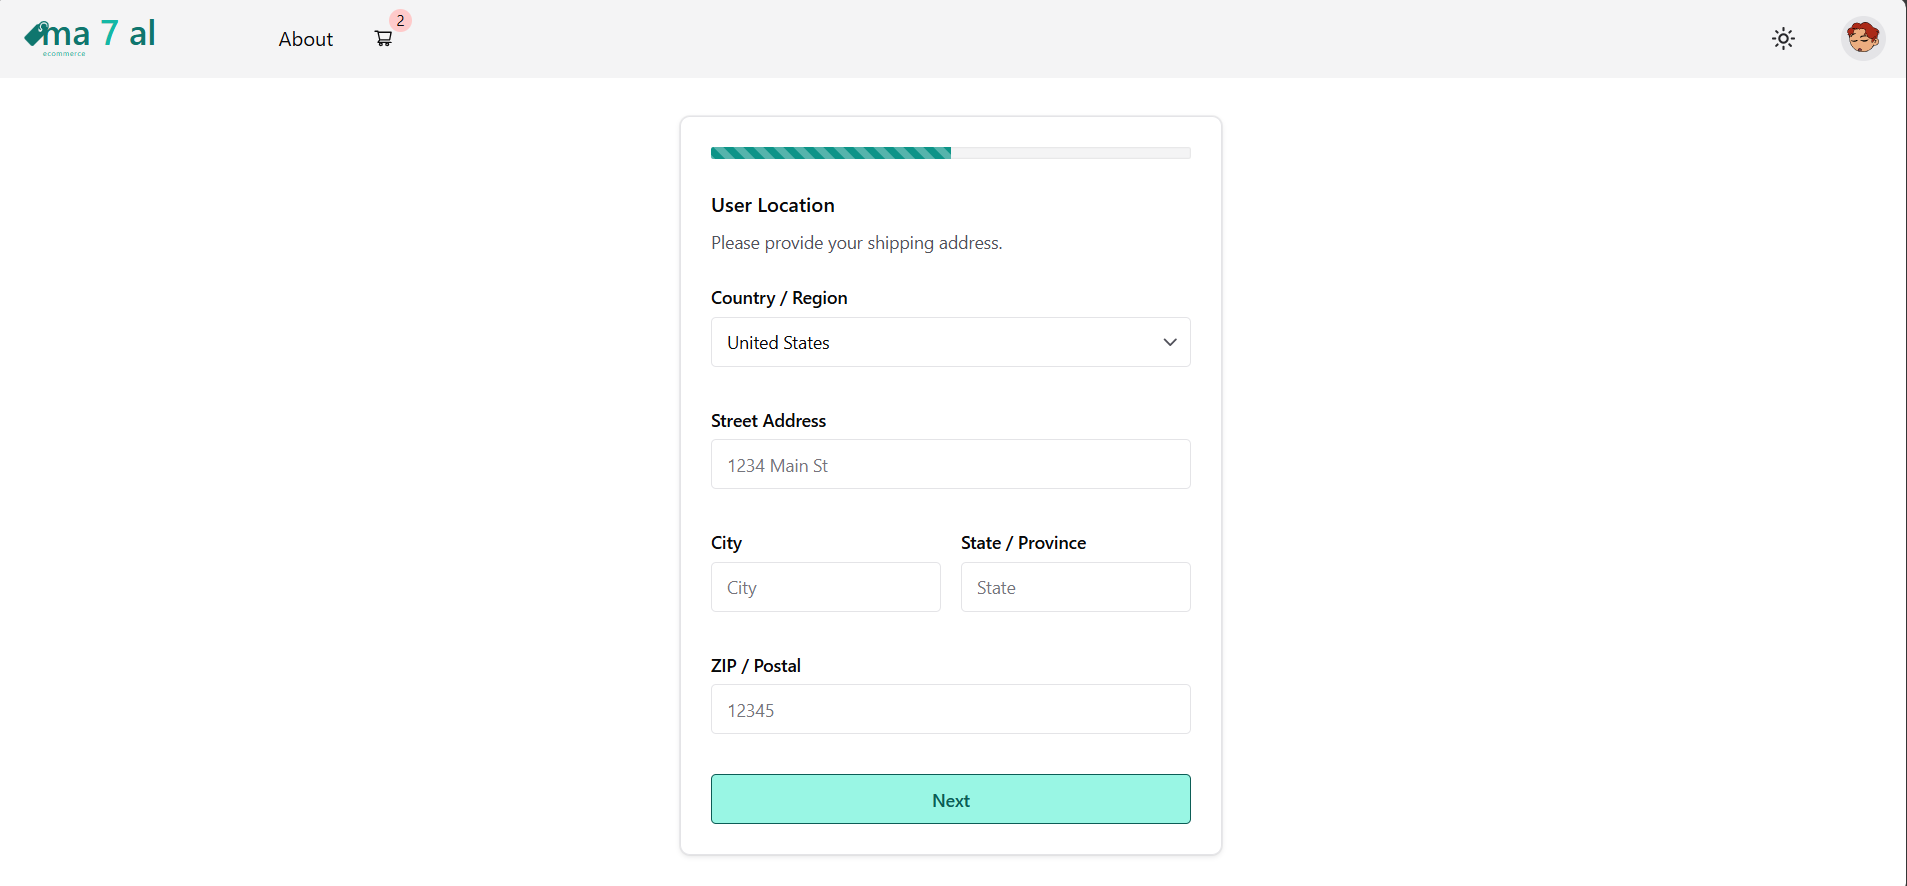 ma 7 al
ecommerce
About
2
User Location
Please provide your shipping address.
Country / Region
United States
Street Address
1234 Main St
City
State / Province
City
State
ZIP / Postal
12345
Next